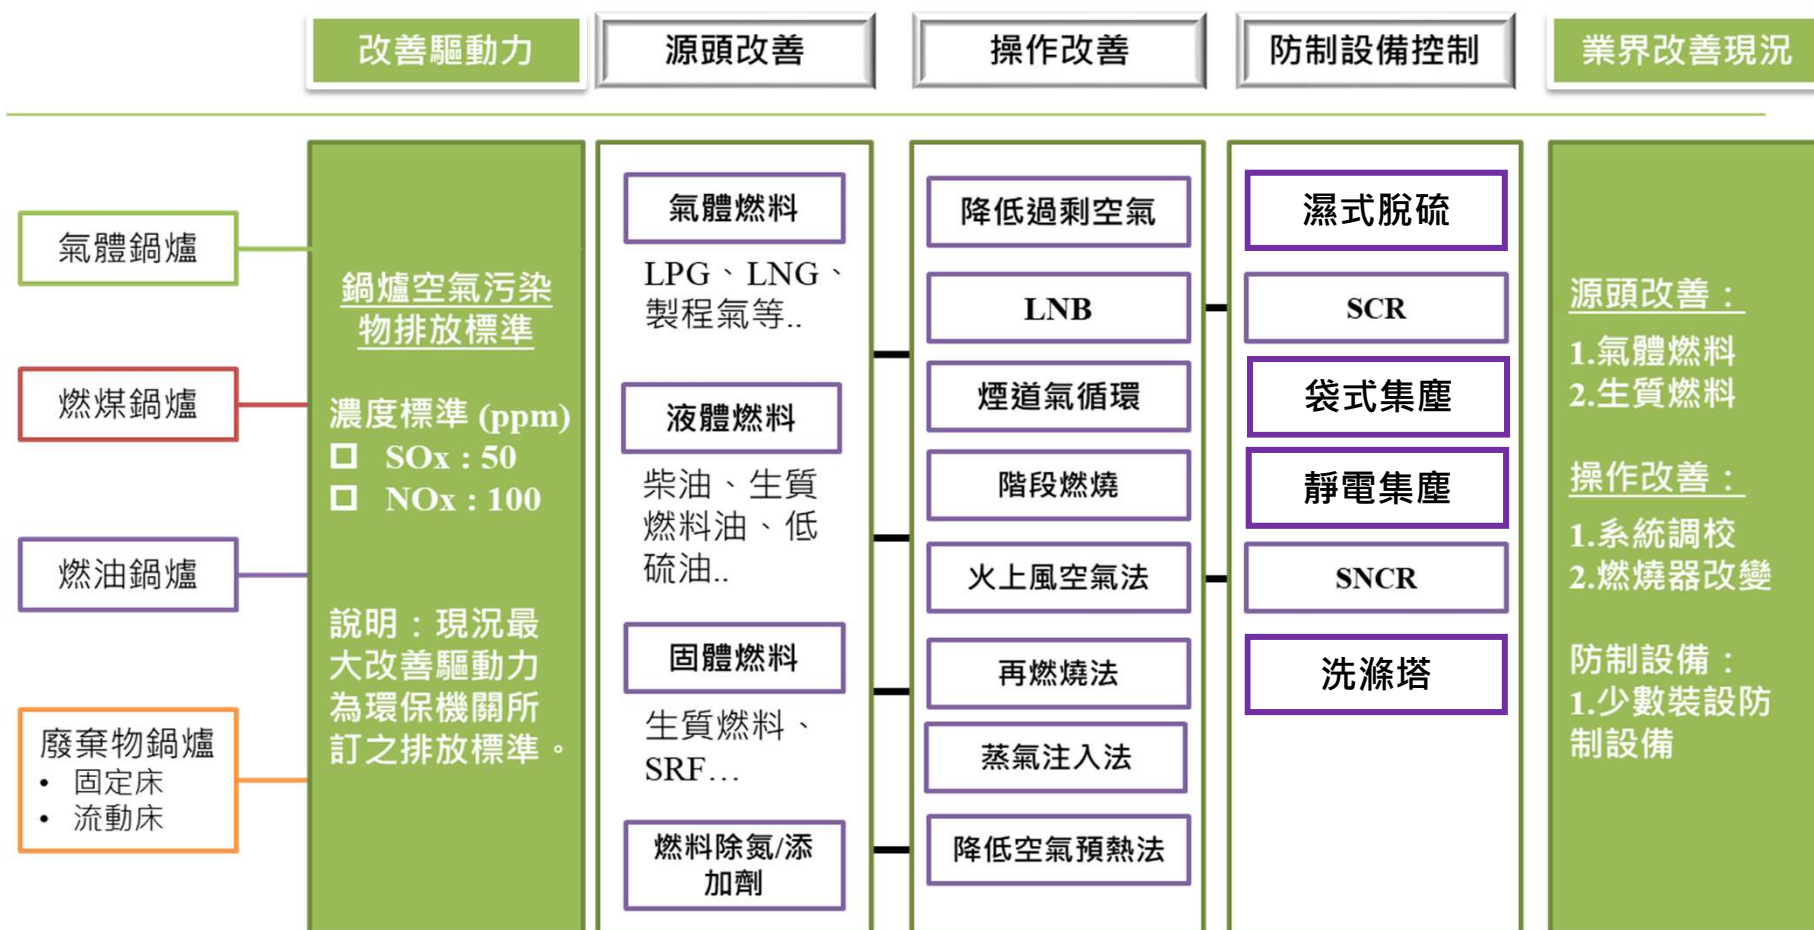 改善驅動力
源頭改善
操作改善
防制設備控制
業界改善現況
氣體鍋爐
燃煤鍋爐
燃油鍋爐
廢棄物鍋爐
• 固定床
• 流動床
鍋爐空氣污染
物排放標準
濃度標準 (ppm)
SOx : 50
NOx : 100
說明：現況最
大改善驅動力
為環保機關所
訂之排放標準。
氣體燃料
LPG、LNG、
製程氣等..
液體燃料
柴油、生質
燃料油、低
硫油..
固體燃料
生質燃料、
SRF…
燃料除氮/添
加劑
降低過剩空氣
LNB
煙道氣循環
階段燃燒
火上風空氣法
再燃燒法
蒸氣注入法
降低空氣預熱法
濕式脫硫
SCR
袋式集塵
靜電集塵
SNCR
洗滌塔
源頭改善：
1.氣體燃料
2.生質燃料
操作改善：
1.系統調校
2.燃燒器改變
防制設備：
1.少數裝設防
制設備